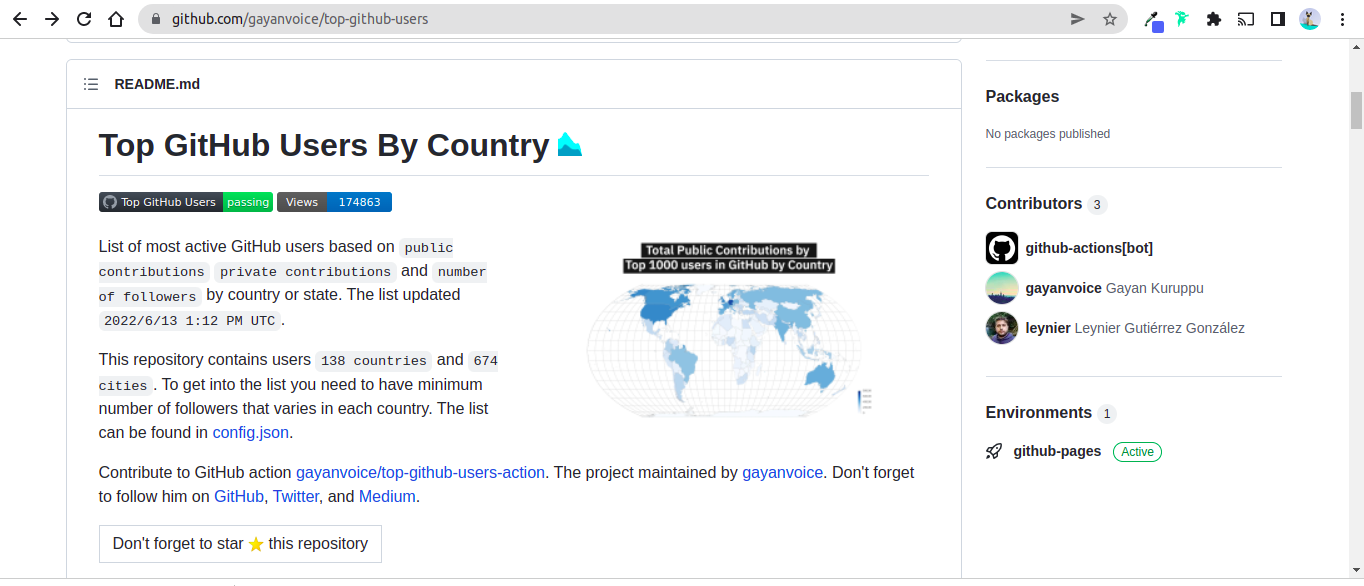 github.com/gayanvoice/top-github-users
README.md
Top GitHub Users By Country
Top GitHub Users passing Views 174863
List of most active GitHub users based on public
contributions private contributions and number
of followers by country or state. The list updated
2022/6/13 1:12 PM UTC.
Total Public Contributions by
Top 1000 users in GitHub by Country
This repository contains users 138 countries and 674
cities. To get into the list you need to have minimum
number of followers that varies in each country. The list
can be found in config.json.
Contribute to GitHub action gayanvoice/top-github-users-action. The project maintained by gayanvoice. Don't forget
to follow him on GitHub, Twitter, and Medium.
Don't forget to star ⭐ this repository
Packages
No packages published
Contributors 3
github-actions[bot]
gayanvoice Gayan Kuruppu
leynier Leynier Gutiérrez González
Environments 1
github-pages Active